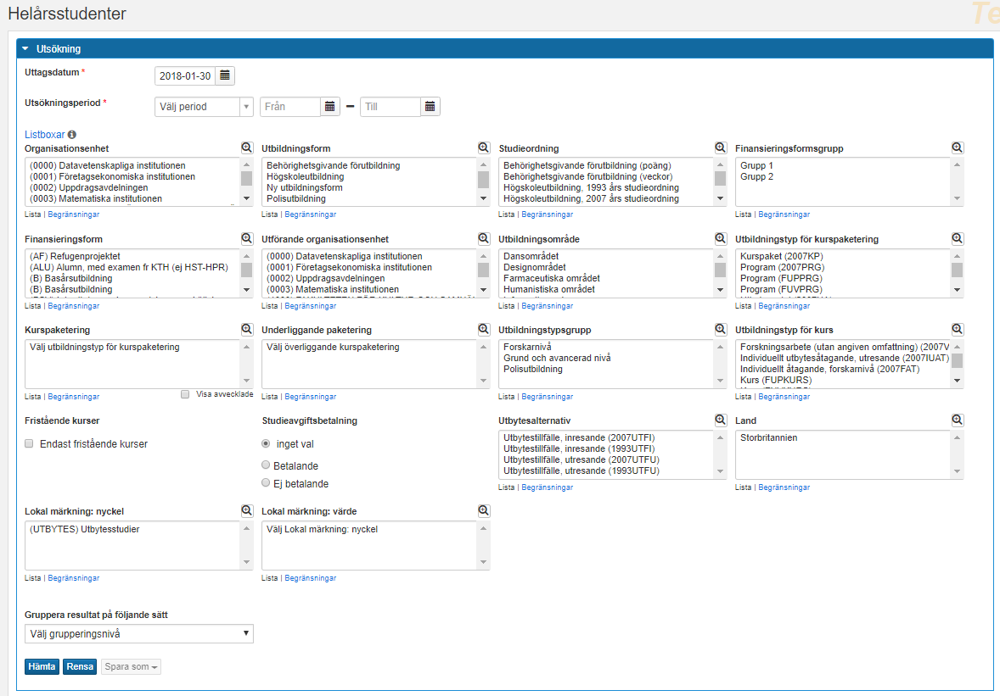 Helårsstudenter
Te
Utsökning
Uttagsdatum *
2018-01-30
Utsökningsperiod *
Välj period
Från
Till
Listboxar
Organisationsenhet
(0000) Datavetenskapliga institutionen
(0001) Företagsekonomiska institutionen
(0002) Uppdragsavdelningen
(0003) Matematiska institutionen
Lista | Begränsningar
Utbildningsform
Behörighetsgivande förutbildning
Högskoleutbildning
Ny utbildningsform
Polisutbildning
Lista | Begränsningar
Studieordning
Behörighetsgivande förutbildning (poäng)
Behörighetsgivande förutbildning (veckor)
Högskoleutbildning, 1993 års studieordning
Högskoleutbildning, 2007 års studieordning
Lista | Begränsningar
Finansieringsformsgrupp
Grupp 1
Grupp 2
Lista | Begränsningar
Finansieringsform
(AF) Refugenprojektet
(ALU) Alumn, med examen fr KTH (ej HST-HPR)
(B) Basårsutbildning
(B) Basårsutbildning
Lista | Begränsningar
Utförande organisationsenhet
(0000) Datavetenskapliga institutionen
(0001) Företagsekonomiska institutionen
(0002) Uppdragsavdelningen
(0003) Matematiska institutionen
Lista | Begränsningar
Utbildningsområde
Dansområdet
Designområdet
Farmaceutiska området
Humanistiska området
Lista | Begränsningar
Utbildningstyp för kurspaketering
Kurspaket (2007KP)
Program (2007PRG)
Program (FUPPRG)
Program (FUVPRG)
Lista | Begränsningar
Kurspaketering
Välj utbildningstyp för kurspaketering
Lista | Begränsningar
Visa avvecklade
Underliggande paketering
Välj överliggande kurspaketering
Lista | Begränsningar
Utbildningstypsgrupp
Forskarnivå
Grund och avancerad nivå
Polisutbildning
Lista | Begränsningar
Utbildningstyp för kurs
Forskningsarbete (utan angiven omfattning) (2007V
Individuellt utbytesåtagande, utresande (2007IUAT)
Individuellt åtagande, forskarnivå (2007FAT)
Kurs (FUPKURS)
Lista | Begränsningar
Fristående kurser
Endast fristående kurser
Studieavgiftsbetalning
inget val
Betalande
Ej betalande
Utbytesalternativ
Utbytestillfälle, inresande (2007UTFI)
Utbytestillfälle, inresande (1993UTFI)
Utbytestillfälle, utresande (2007UTFU)
Utbytestillfälle, utresande (1993UTFU)
Lista | Begränsningar
Land
Storbritannien
Lista | Begränsningar
Lokal märkning: nyckel
(UTBYTES) Utbytesstudier
Lista | Begränsningar
Lokal märkning: värde
Välj Lokal märkning: nyckel
Lista | Begränsningar
Gruppera resultat på följande sätt
Välj grupperingsnivå
Hämta
Rensa
Spara som